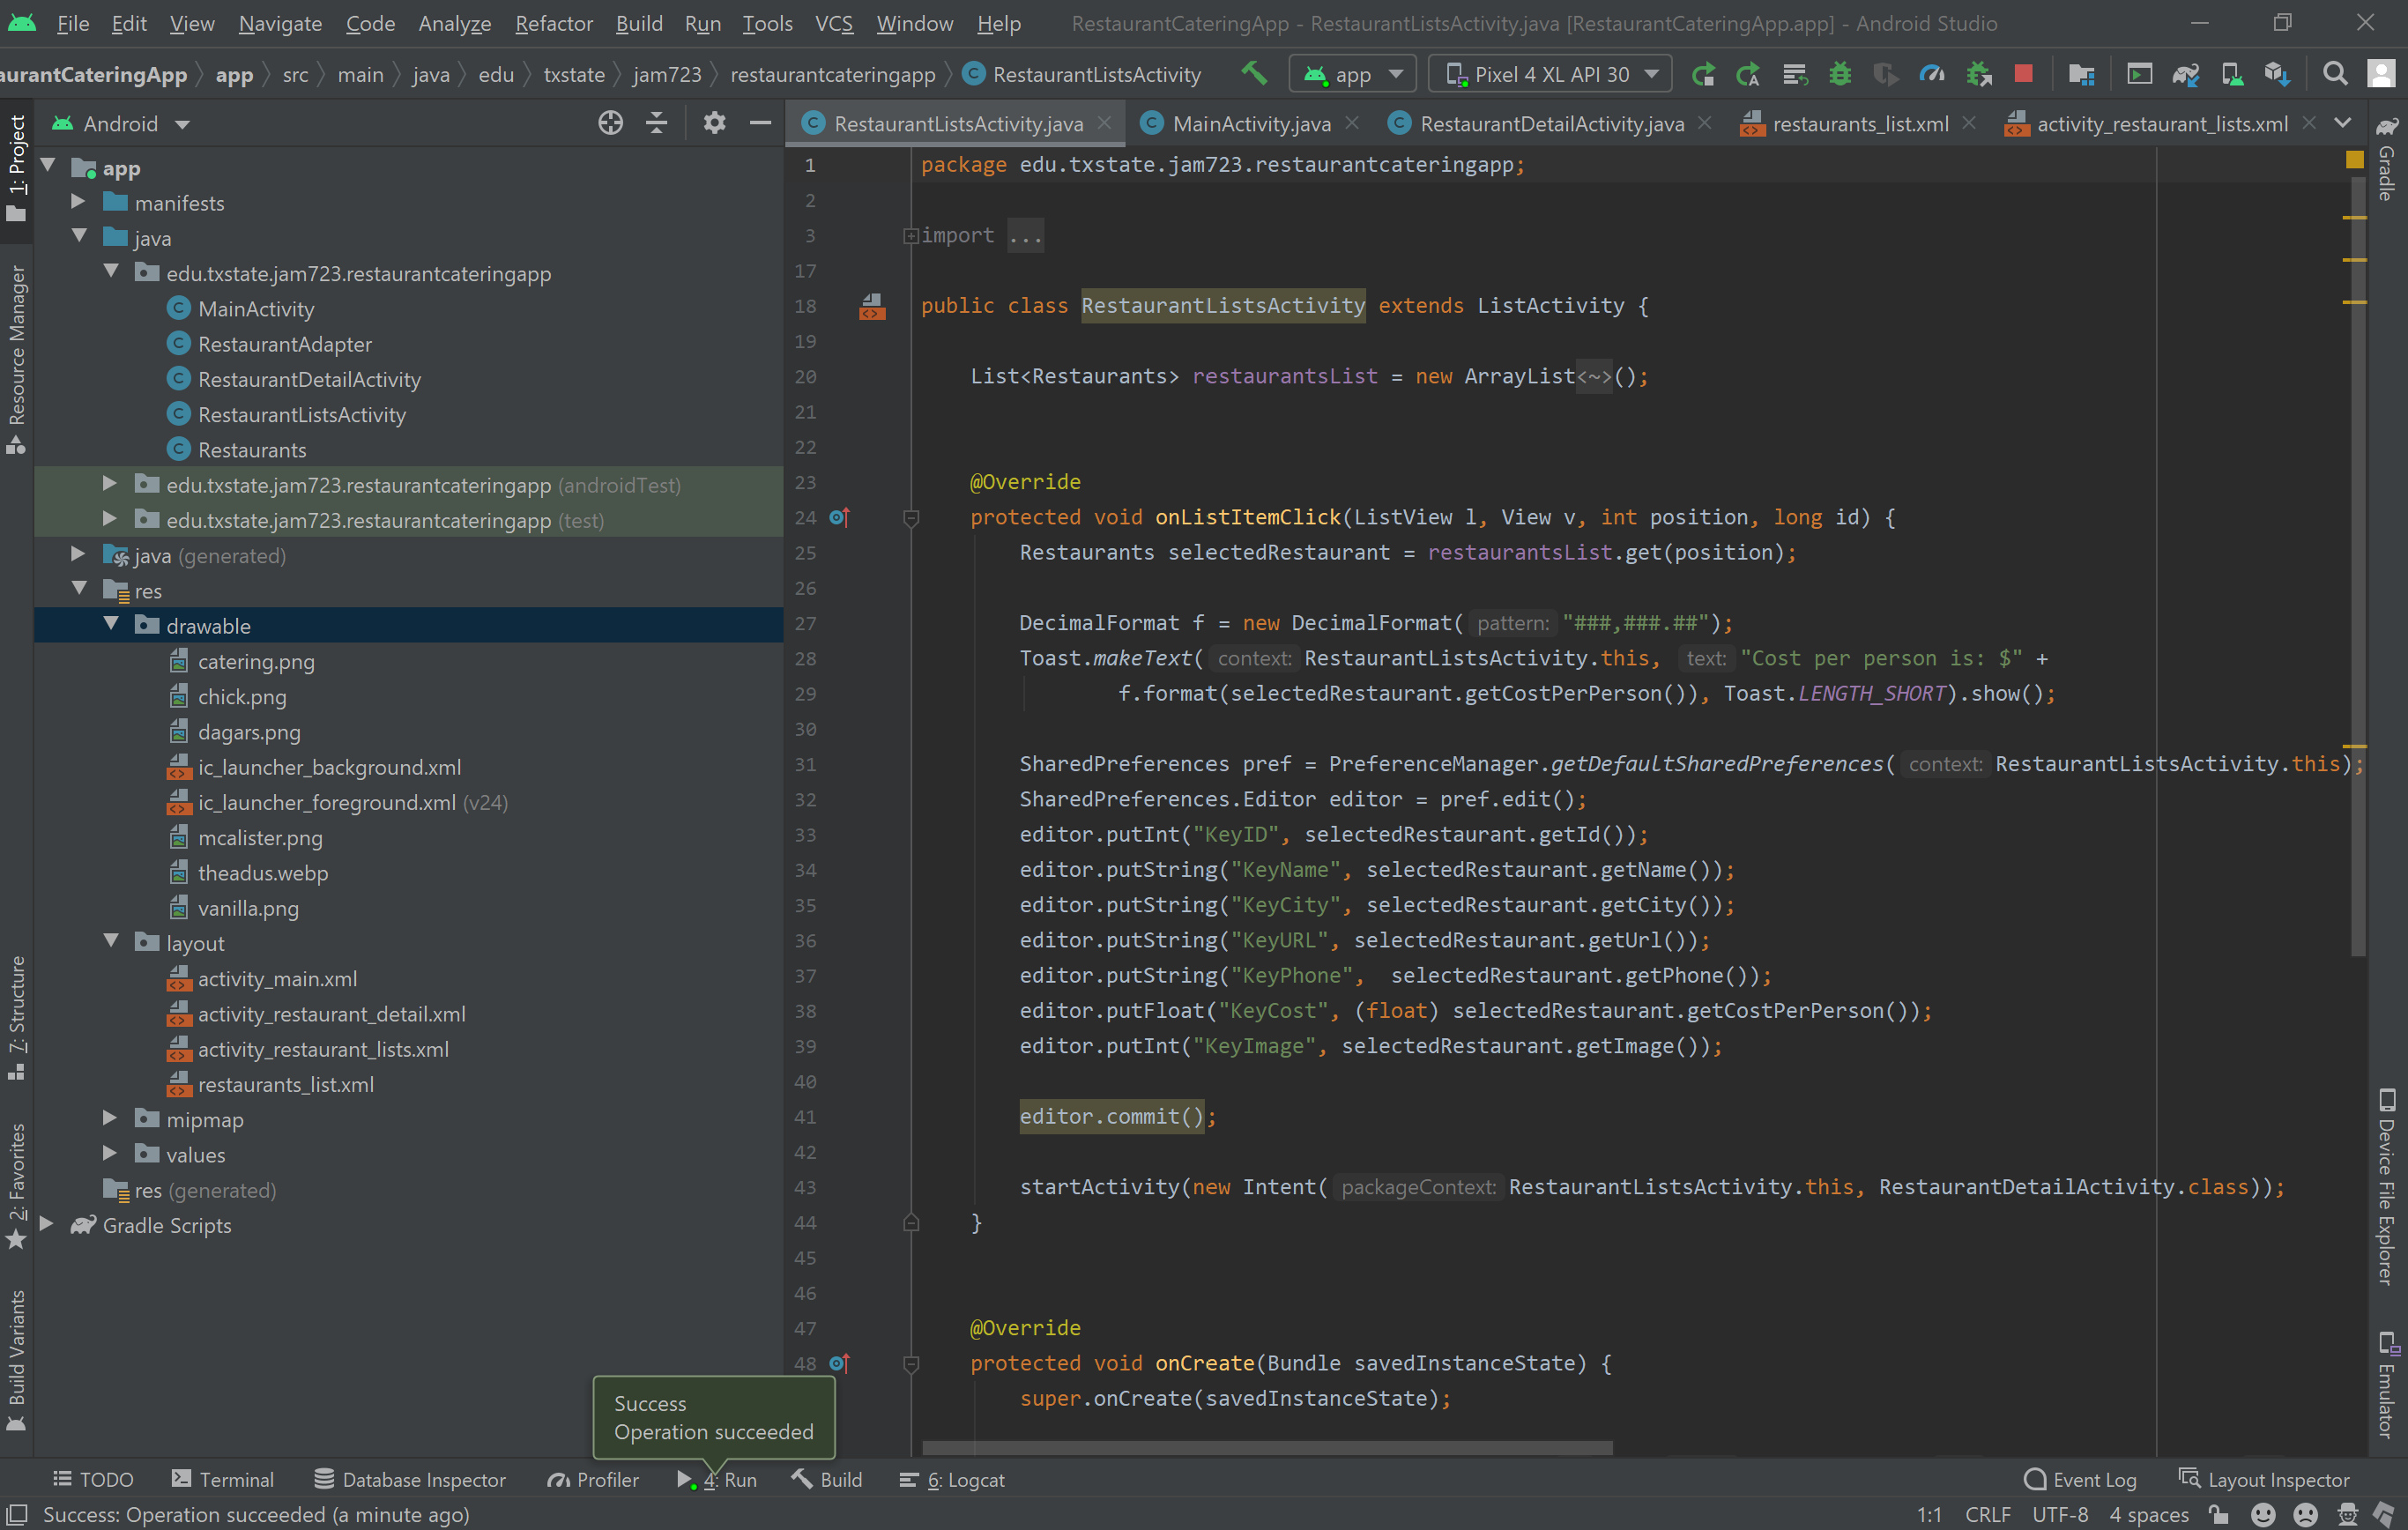 File Edit View Navigate Code Analyze Refactor Build Run Tools VCS Window Help RestaurantCateringApp - RestaurantListsActivity.java [RestaurantCateringApp.app] - Android Studio
aurantCateringApp app src main java edu txstate jam723 restaurantcateringapp RestaurantListsActivity app Pixel 4 XL API 30
1: Project
Resource Manager
7: Structure
2: Favorites
Build Variants
Android
app
manifests
java
edu.txstate.jam723.restaurantcateringapp
MainActivity
RestaurantAdapter
RestaurantDetailActivity
RestaurantListsActivity
Restaurants
edu.txstate.jam723.restaurantcateringapp (androidTest)
edu.txstate.jam723.restaurantcateringapp (test)
java (generated)
res
drawable
catering.png
chick.png
dagars.png
ic_launcher_background.xml
ic_launcher_foreground.xml (v24)
mcalister.png
theadus.webp
vanilla.png
layout
activity_main.xml
activity_restaurant_detail.xml
activity_restaurant_lists.xml
restaurants_list.xml
mipmap
values
res (generated)
Gradle Scripts
RestaurantListsActivity.java MainActivity.java RestaurantDetailActivity.java restaurants_list.xml activity_restaurant_lists.xml
1 package edu.txstate.jam723.restaurantcateringapp;
2
3 import ...
17
18 public class RestaurantListsActivity extends ListActivity {
19
20 List<Restaurants> restaurantsList = new ArrayList<~>();
21
22
23 @Override
24 protected void onListItemClick(ListView l, View v, int position, long id) {
25 Restaurants selectedRestaurant = restaurantsList.get(position);
26
27 DecimalFormat f = new DecimalFormat( pattern: "###,###.##");
28 Toast.makeText( context: RestaurantListsActivity.this, text: "Cost per person is: $" +
29 f.format(selectedRestaurant.getCostPerPerson()), Toast.LENGTH_SHORT).show();
30
31 SharedPreferences pref = PreferenceManager.getDefaultSharedPreferences( context: RestaurantListsActivity.this);
32 SharedPreferences.Editor editor = pref.edit();
33 editor.putInt("KeyID", selectedRestaurant.getId());
34 editor.putString("KeyName", selectedRestaurant.getName());
35 editor.putString("KeyCity", selectedRestaurant.getCity());
36 editor.putString("KeyURL", selectedRestaurant.getUrl());
37 editor.putString("KeyPhone",  selectedRestaurant.getPhone());
38 editor.putFloat("KeyCost", (float) selectedRestaurant.getCostPerPerson());
39 editor.putInt("KeyImage", selectedRestaurant.getImage());
40
41 editor.commit();
42
43 startActivity(new Intent( packageContext: RestaurantListsActivity.this, RestaurantDetailActivity.class));
44 }
45
46
47 @Override
48 protected void onCreate(Bundle savedInstanceState) {
super.onCreate(savedInstanceState);
Gradle
Device File Explorer
Emulator
Success
Operation succeeded
TODO Terminal Database Inspector Profiler 4: Run Build 6: Logcat Event Log Layout Inspector
Success: Operation succeeded (a minute ago) 1:1 CRLF UTF-8 4 spaces